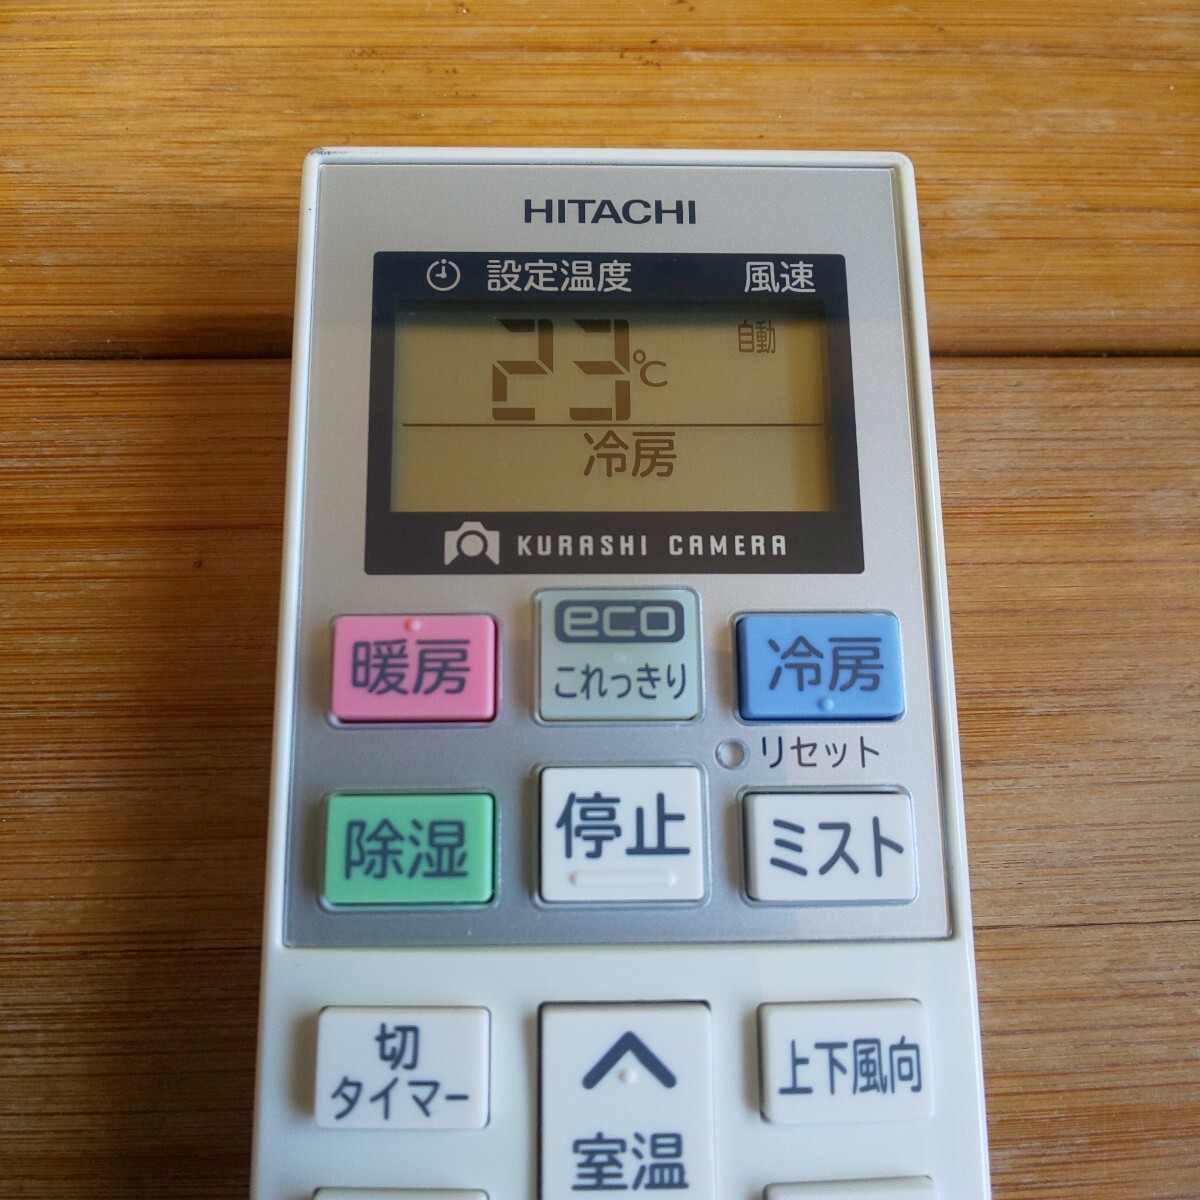 HITACHI
設定温度 風速
23℃ 自動
冷房
KURASHI CAMERA
暖房
eco
これっきり
冷房
リセット
除湿
停止
ミスト
切
タイマー
室温
上下風向